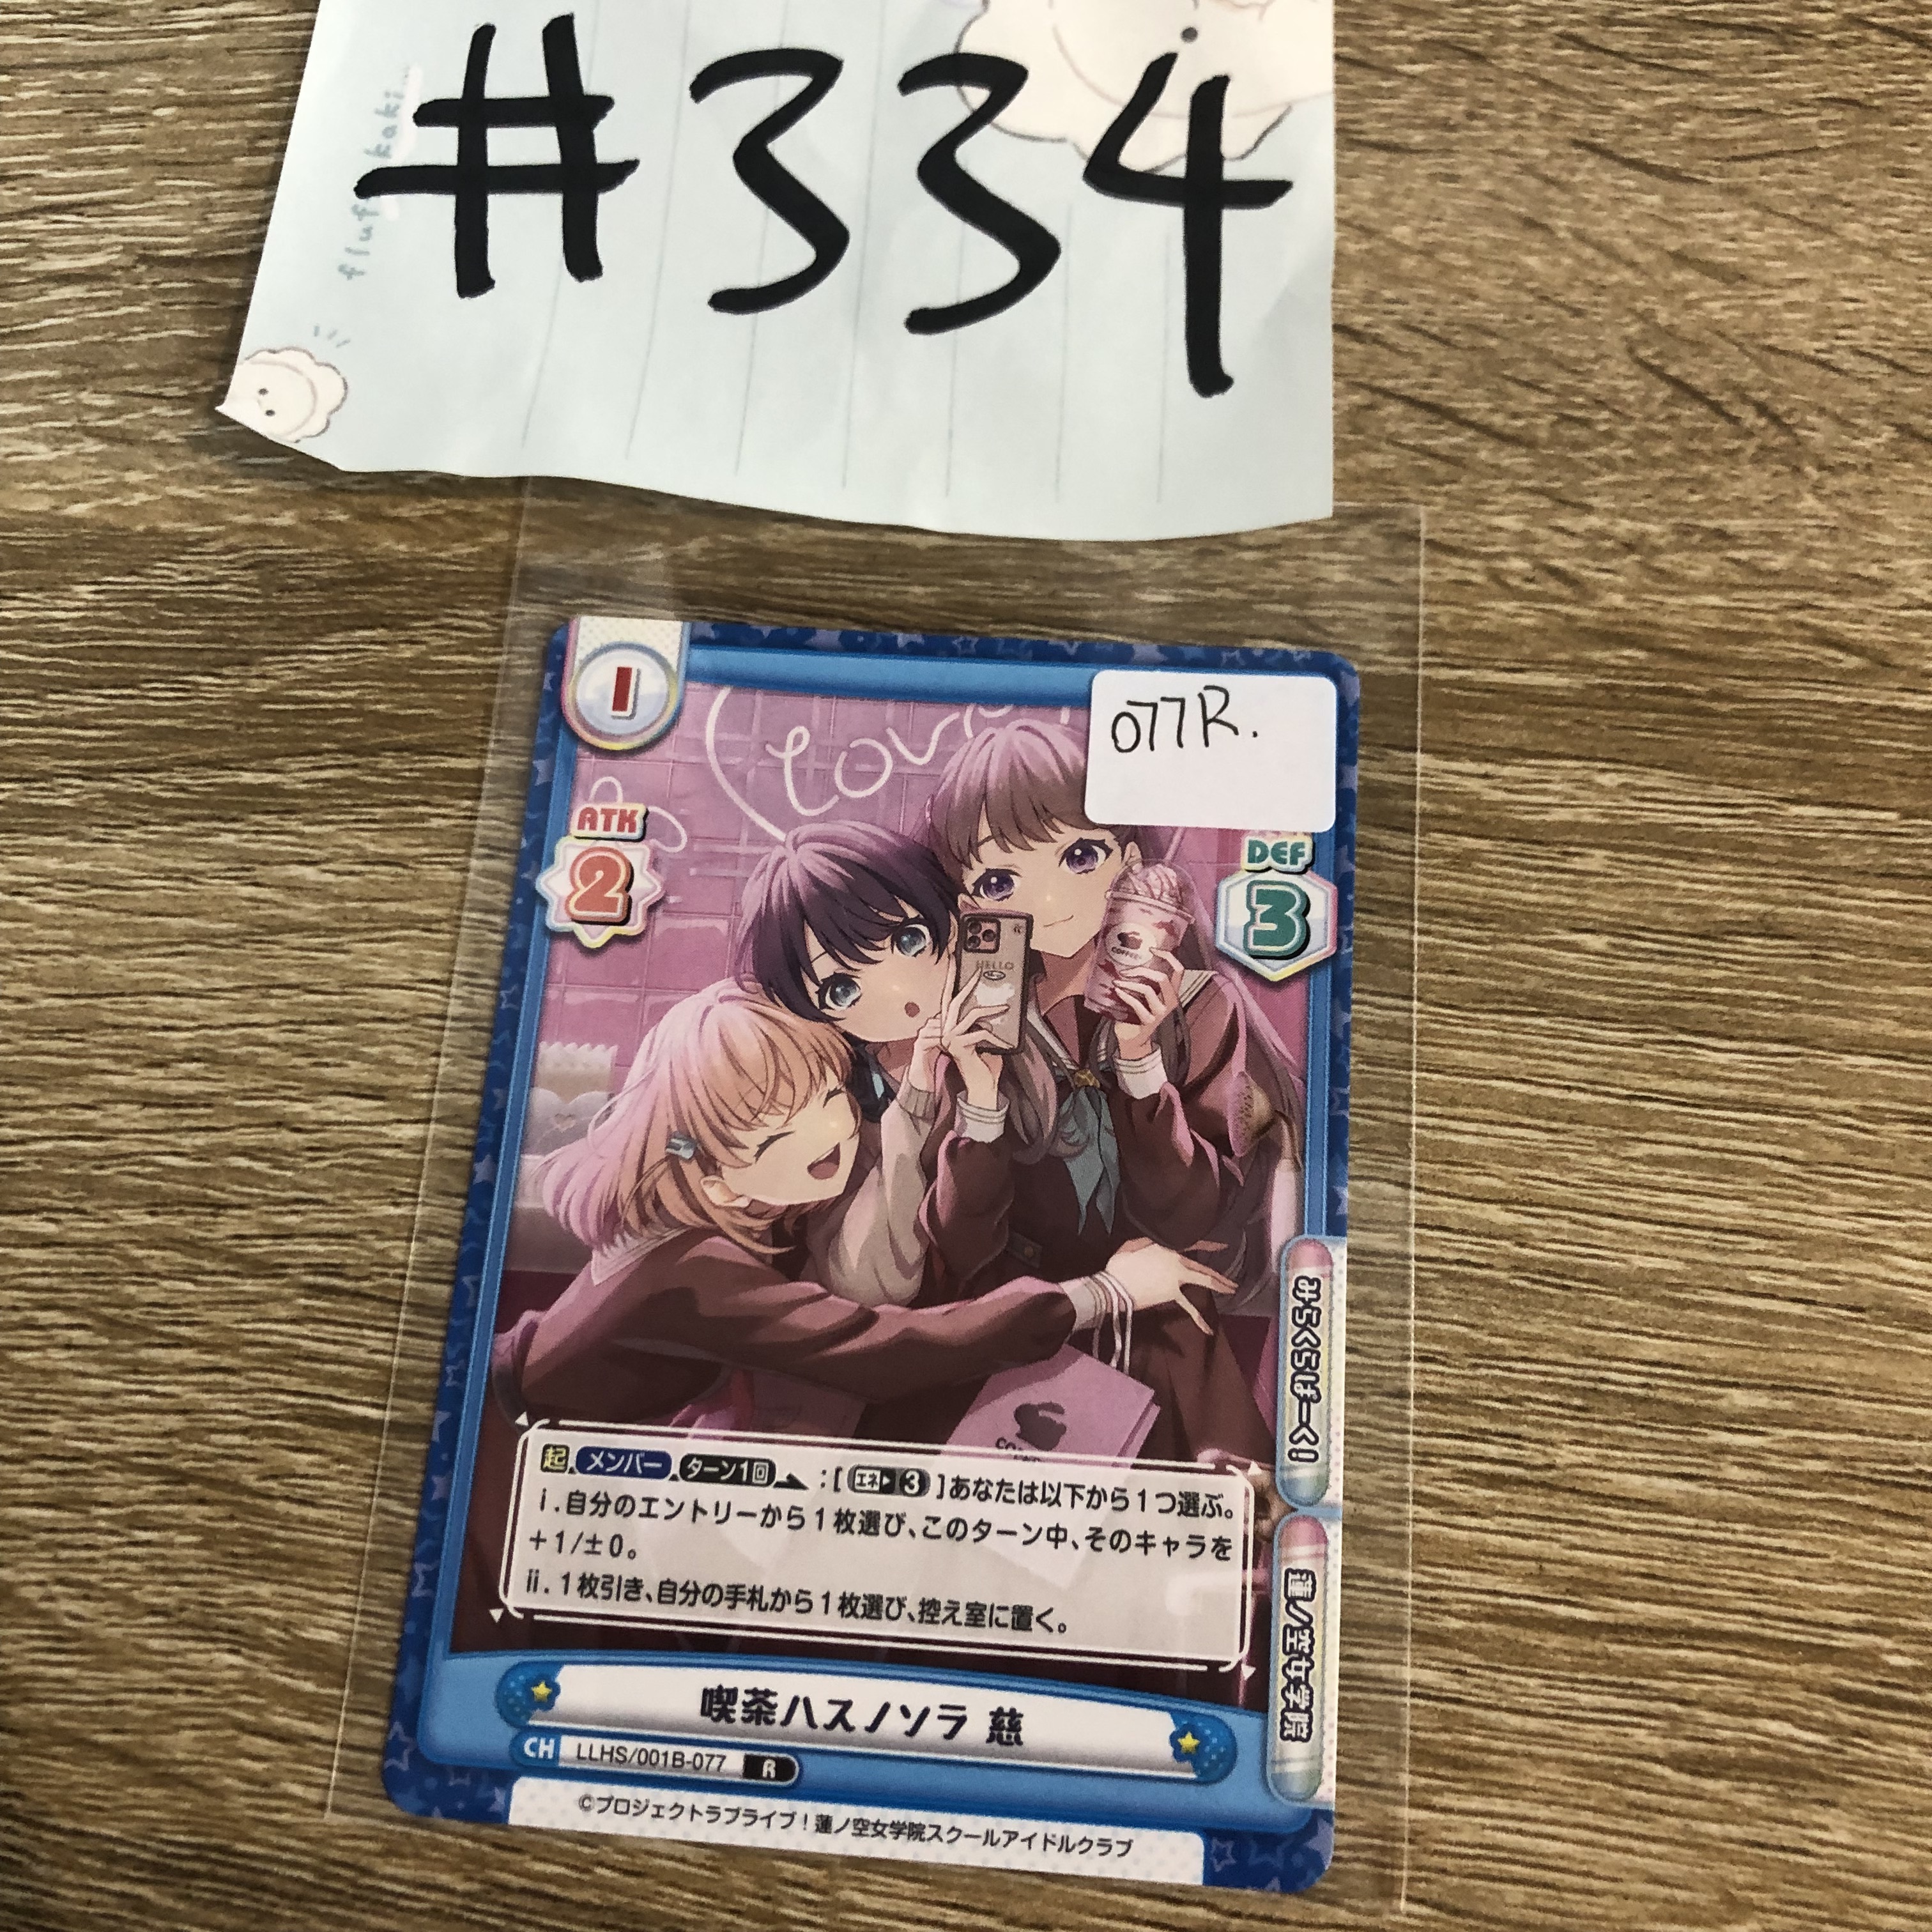 #334
fluf
kaki...
1
077R.
ATK
2
DEF
3
HELLO
COFFEE
みらくらぱーく!
蓮ノ空女学院
起 メンバー ターン1回 :[エネ▶3]あなたは以下から1つ選ぶ。
ⅰ.自分のエントリーから1枚選び、このターン中、そのキャラを
+1/±0。
ⅱ.1枚引き、自分の手札から1枚選び、控え室に置く。
喫茶ハスノソラ 慈
CH LLHS/001B-077 R
©プロジェクトラブライブ!蓮ノ空女学院スクールアイドルクラブ